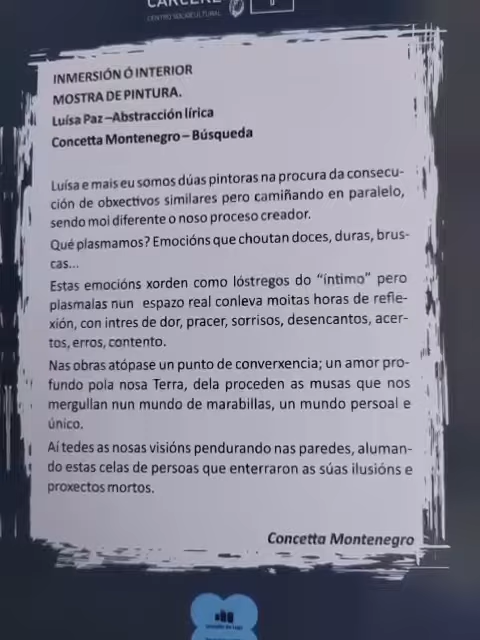 CÁRCERE
CENTRO SOCIOCULTURAL
INMERSIÓN Ó INTERIOR
MOSTRA DE PINTURA.
Luísa Paz –Abstracción lírica
Concetta Montenegro – Búsqueda
Luísa e mais eu somos dúas pintoras na procura da consecu-
ción de obxectivos similares pero camiñando en paralelo,
sendo moi diferente o noso proceso creador.
Qué plasmamos? Emocións que choutan doces, duras, brus-
cas...
Estas emocións xorden como lóstregos do “íntimo” pero
plasmalas nun espazo real conleva moitas horas de refle-
xión, con intres de dor, pracer, sorrisos, desencantos, acer-
tos, erros, contento.
Nas obras atópase un punto de converxencia; un amor pro-
fundo pola nosa Terra, dela proceden as musas que nos
mergullan nun mundo de marabillas, un mundo persoal e
único.
Aí tedes as nosas visións pendurando nas paredes, aluman-
do estas celas de persoas que enterraron as súas ilusións e
proxectos mortos.
Concetta Montenegro